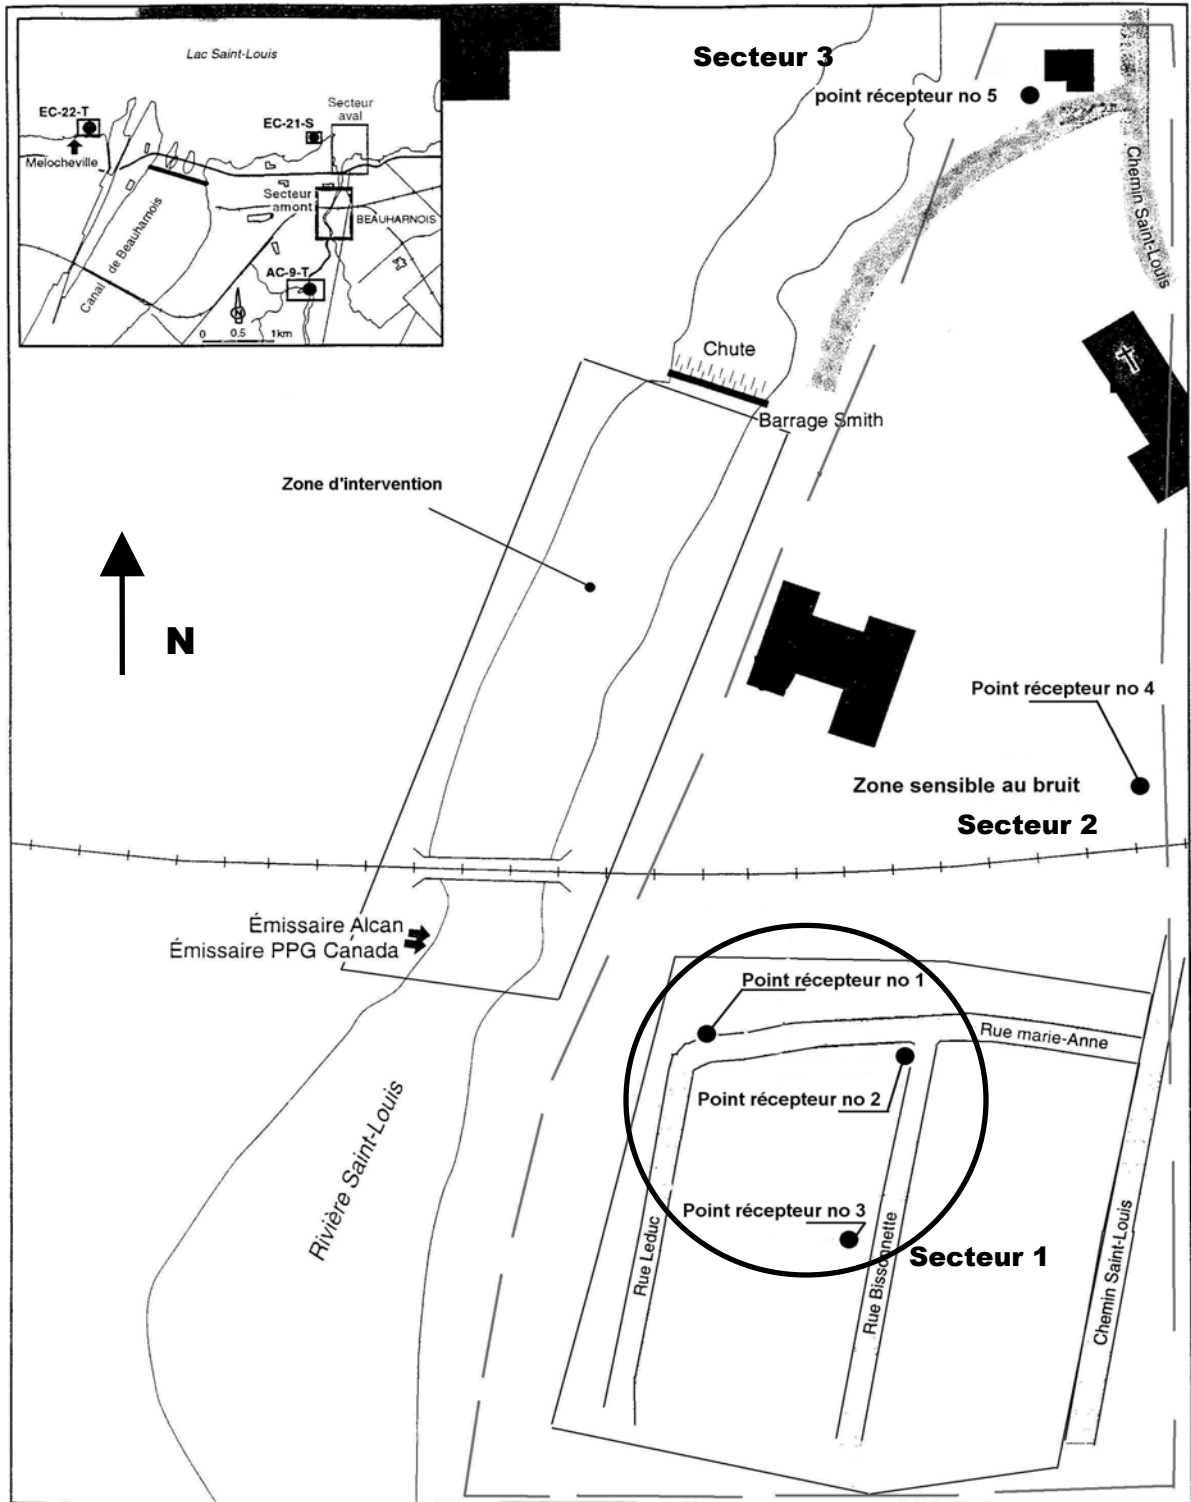 Lac Saint-Louis
EC-22-T
Melocheville
EC-21-S
Secteur
aval
Secteur
amont
BEAUHARNOIS
Canal de Beauharnois
AC-9-T
N
0 0.5 1km
Secteur 3
point récepteur no 5
Chemin Saint-Louis
Chute
Barrage Smith
Zone d'intervention
N
Point récepteur no 4
Zone sensible au bruit
Secteur 2
Émissaire Alcan
Émissaire PPG Canada
Point récepteur no 1
Rue marie-Anne
Point récepteur no 2
Rivière Saint-Louis
Point récepteur no 3
Rue Leduc
Rue Bissonnette
Secteur 1
Chemin Saint-Louis